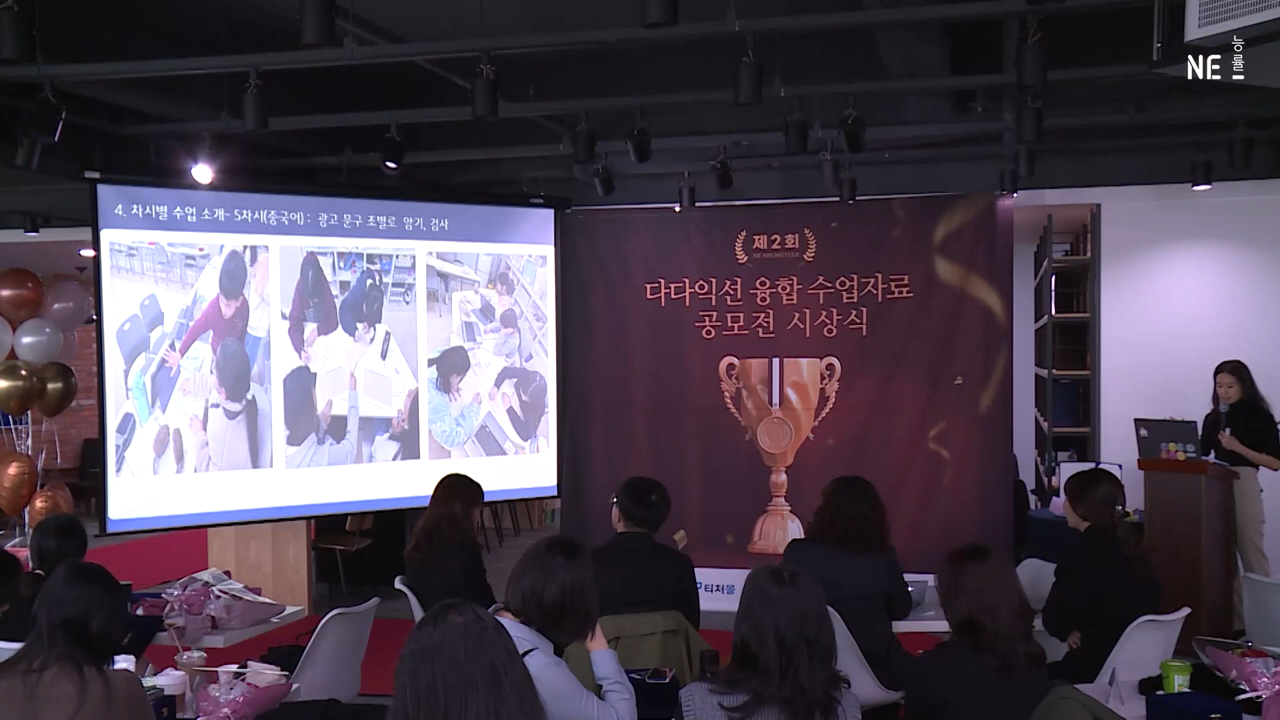 NE 능률
4. 차시별 수업 소개- 5차시(중국어) : 광고 문구 조별로 암기, 검사
제2회
NE NEUNGYULE
다다익선 융합 수업자료
공모전 시상식
티처몰